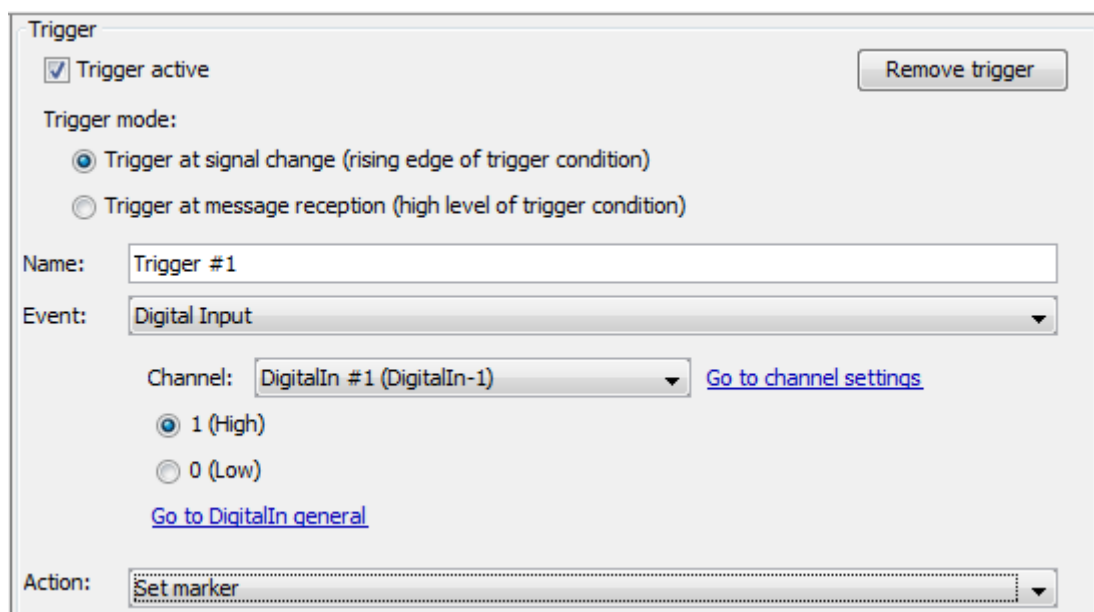 Trigger
Trigger active
Remove trigger
Trigger mode:
Trigger at signal change (rising edge of trigger condition)
Trigger at message reception (high level of trigger condition)
Name: Trigger #1
Event: Digital Input
Channel: DigitalIn #1 (DigitalIn-1) Go to channel settings
1 (High)
0 (Low)
Go to DigitalIn general
Action: Set marker